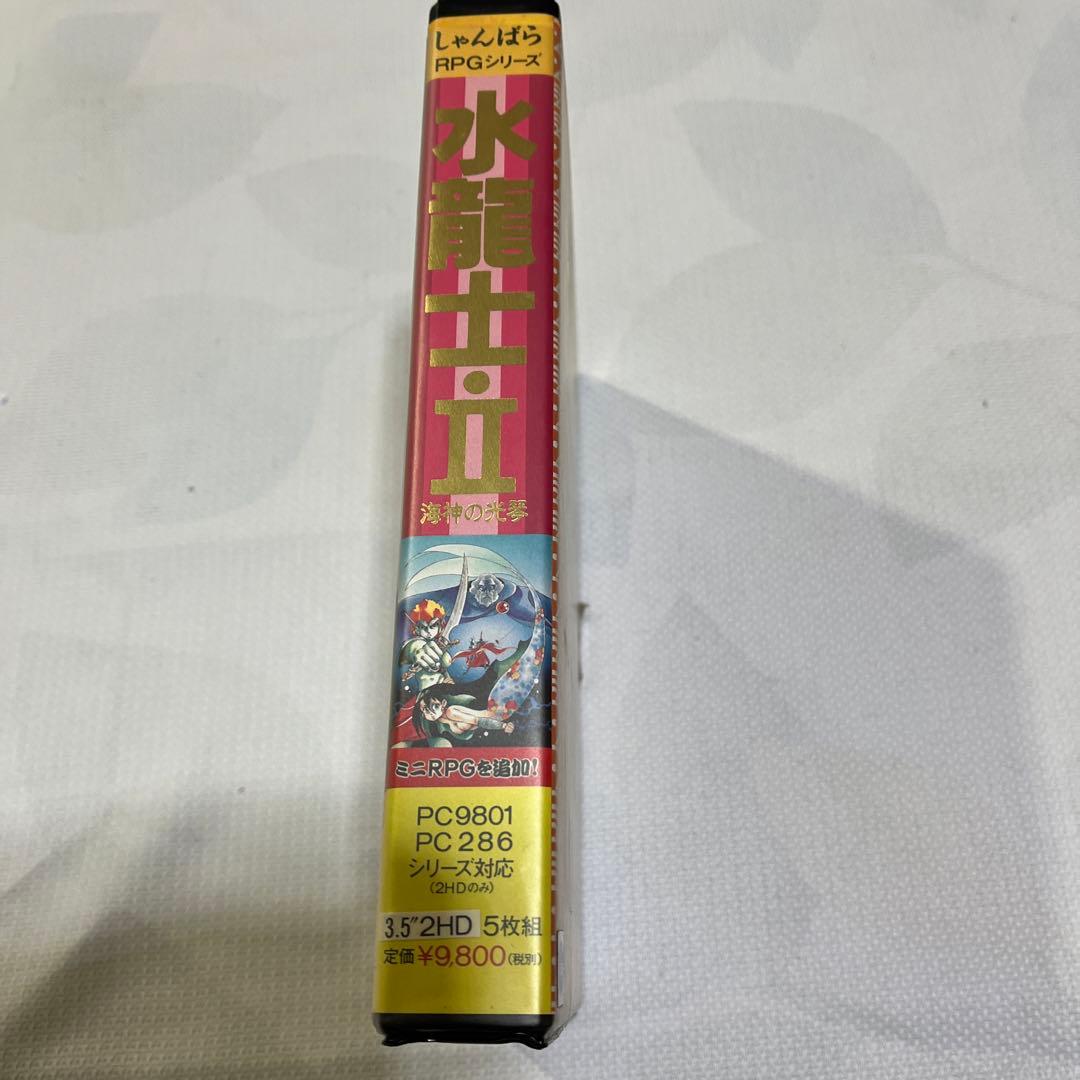 しゃんばら
RPGシリーズ
水龍士・II
海神の光琴
ミニRPGを追加!
PC9801
PC286
シリーズ対応
(2HDのみ)
3.5"2HD 5枚組
定価¥9,800(税別)